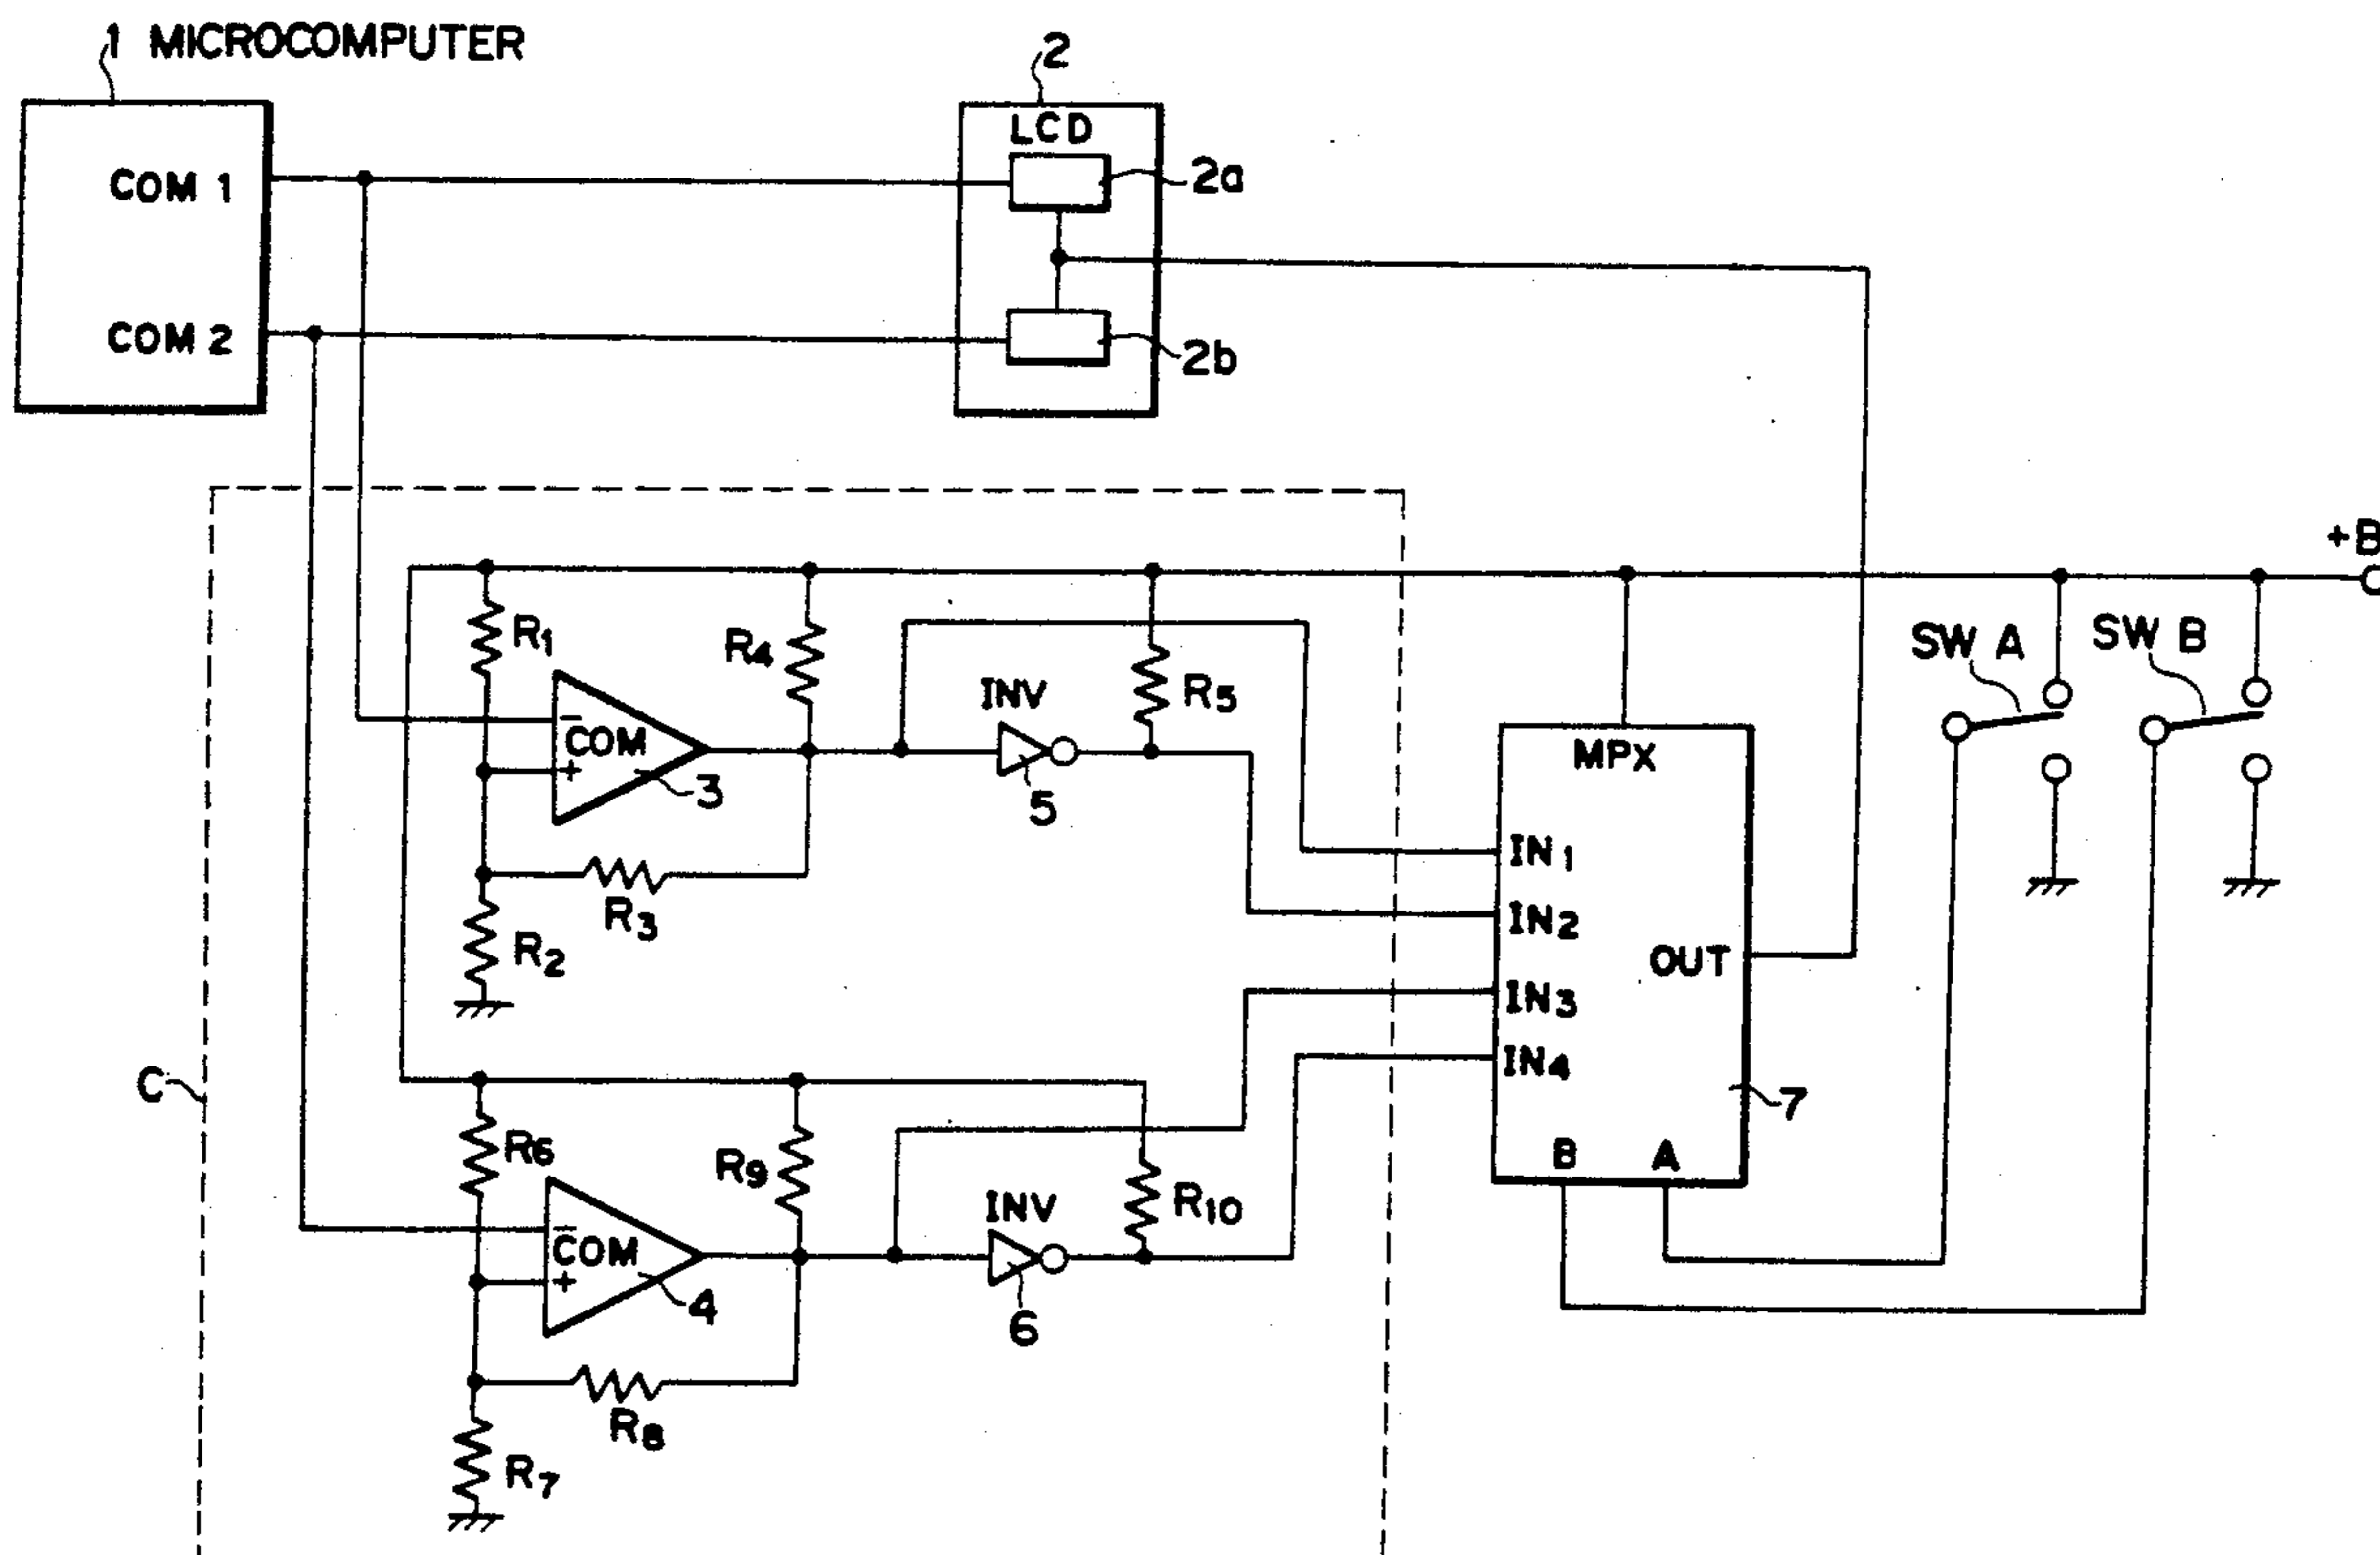 1 MICROCOMPUTER
2
LCD
COM 1
2a
COM 2
2b
+B
R1
R4
INV
R5
SW A
SW B
COM
-
+
3
5
MPX
IN1
R3
IN2
R2
OUT
IN3
IN4
C
7
R6
R9
INV
R10
B
A
COM
-
+
4
6
R8
R7